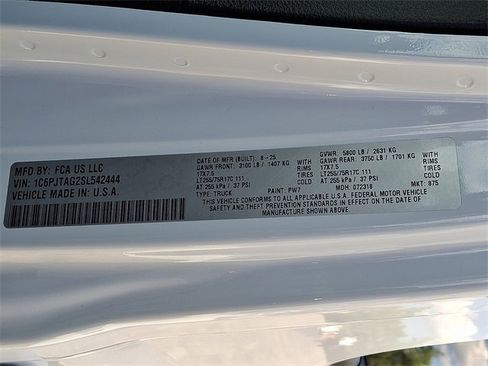 MFD BY: FCA US LLC
VIN: 1C6PJTAG2SL542444
VEHICLE MADE IN U.S.A.
DATE OF MFR (BUILT): 8-25
GAWR FRONT: 3100 LB / 1407 KG
17X7.5 TIRES
LT255/75R17C 111 COLD
AT 255 kPa / 37 PSI
TYPE: TRUCK PAINT: PW7
GVWR: 5800 LB / 2631 KG
GAWR REAR: 3750 LB / 1701 KG
17X7.5 TIRES
LT255/75R17C 111 COLD
AT 255 kPa / 37 PSI
MDH: 072318 MKT: 875
THIS VEHICLE CONFORMS TO ALL APPLICABLE U.S.A. FEDERAL MOTOR VEHICLE
SAFETY AND THEFT PREVENTION STANDARDS IN EFFECT ON THE DATE OF MANUFACTURE
SHOWN ABOVE.